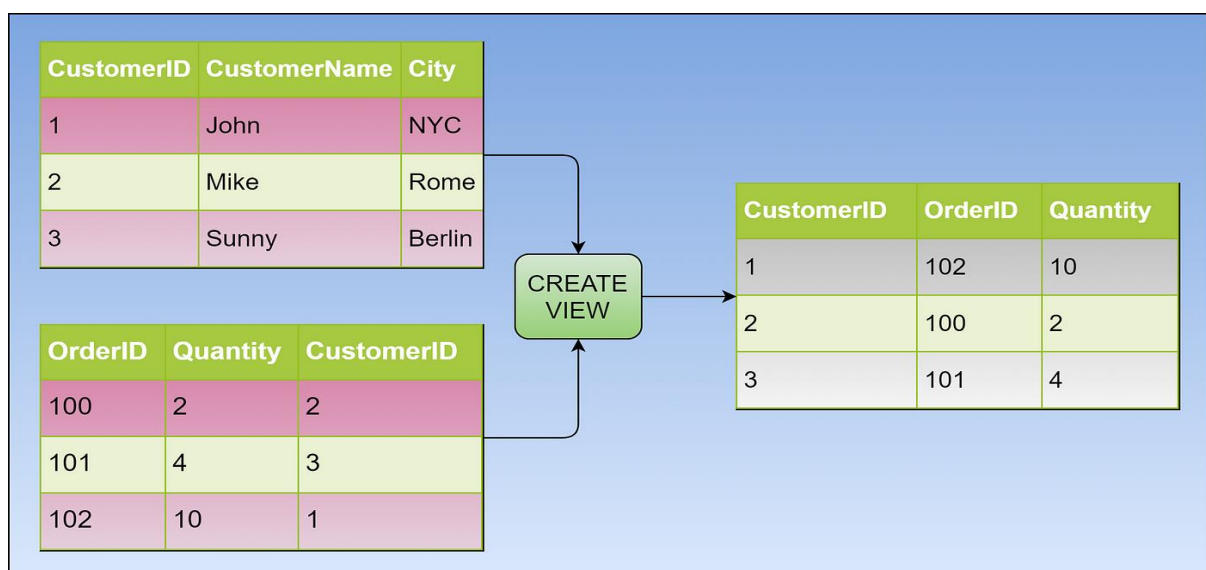 CustomerID CustomerName City
1 John NYC
2 Mike Rome
3 Sunny Berlin
OrderID Quantity CustomerID
100 2 2
101 4 3
102 10 1
CREATE
VIEW
CustomerID OrderID Quantity
1 102 10
2 100 2
3 101 4